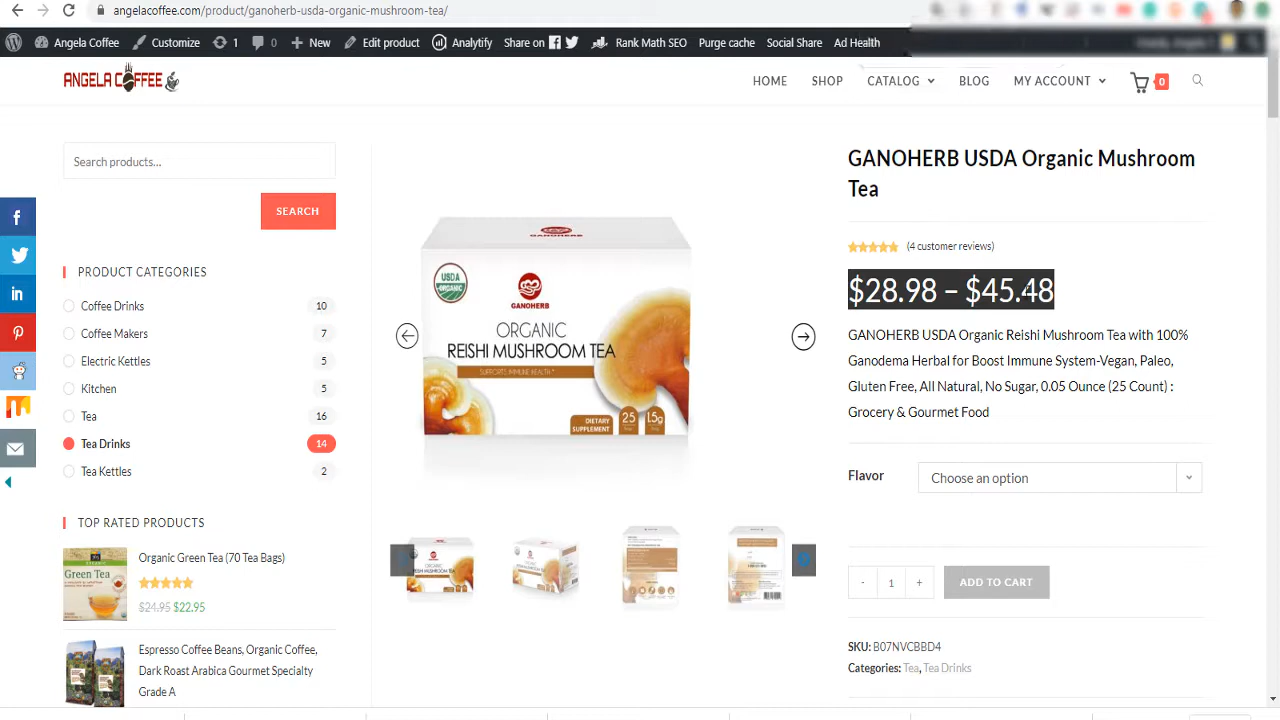 angelacoffee.com/product/ganoherb-usda-organic-mushroom-tea/
Angela Coffee Customize 1 0 New Edit product Analytify Share on Rank Math SEO Purge cache Social Share Ad Health
ANGELA COFFEE
HOME SHOP CATALOG BLOG MY ACCOUNT 0
Search products...
SEARCH
PRODUCT CATEGORIES
Coffee Drinks 10
Coffee Makers 7
Electric Kettles 5
Kitchen 5
Tea 16
Tea Drinks 14
Tea Kettles 2
TOP RATED PRODUCTS
Organic Green Tea (70 Tea Bags)
$24.95 $22.95
Espresso Coffee Beans, Organic Coffee,
Dark Roast Arabica Gourmet Specialty
Grade A
Green Tea
GANOHERB
USDA
ORGANIC
GANOHERB
ORGANIC
REISHI MUSHROOM TEA
SUPPORTS IMMUNE HEALTH
DIETARY
SUPPLEMENT
25
1.5g
GANOHERB USDA Organic Mushroom
Tea
(4 customer reviews)
$28.98 – $45.48
GANOHERB USDA Organic Reishi Mushroom Tea with 100%
Ganodema Herbal for Boost Immune System-Vegan, Paleo,
Gluten Free, All Natural, No Sugar, 0.05 Ounce (25 Count) :
Grocery & Gourmet Food
Flavor Choose an option
- 1 + ADD TO CART
SKU: B07NVCBBD4
Categories: Tea, Tea Drinks